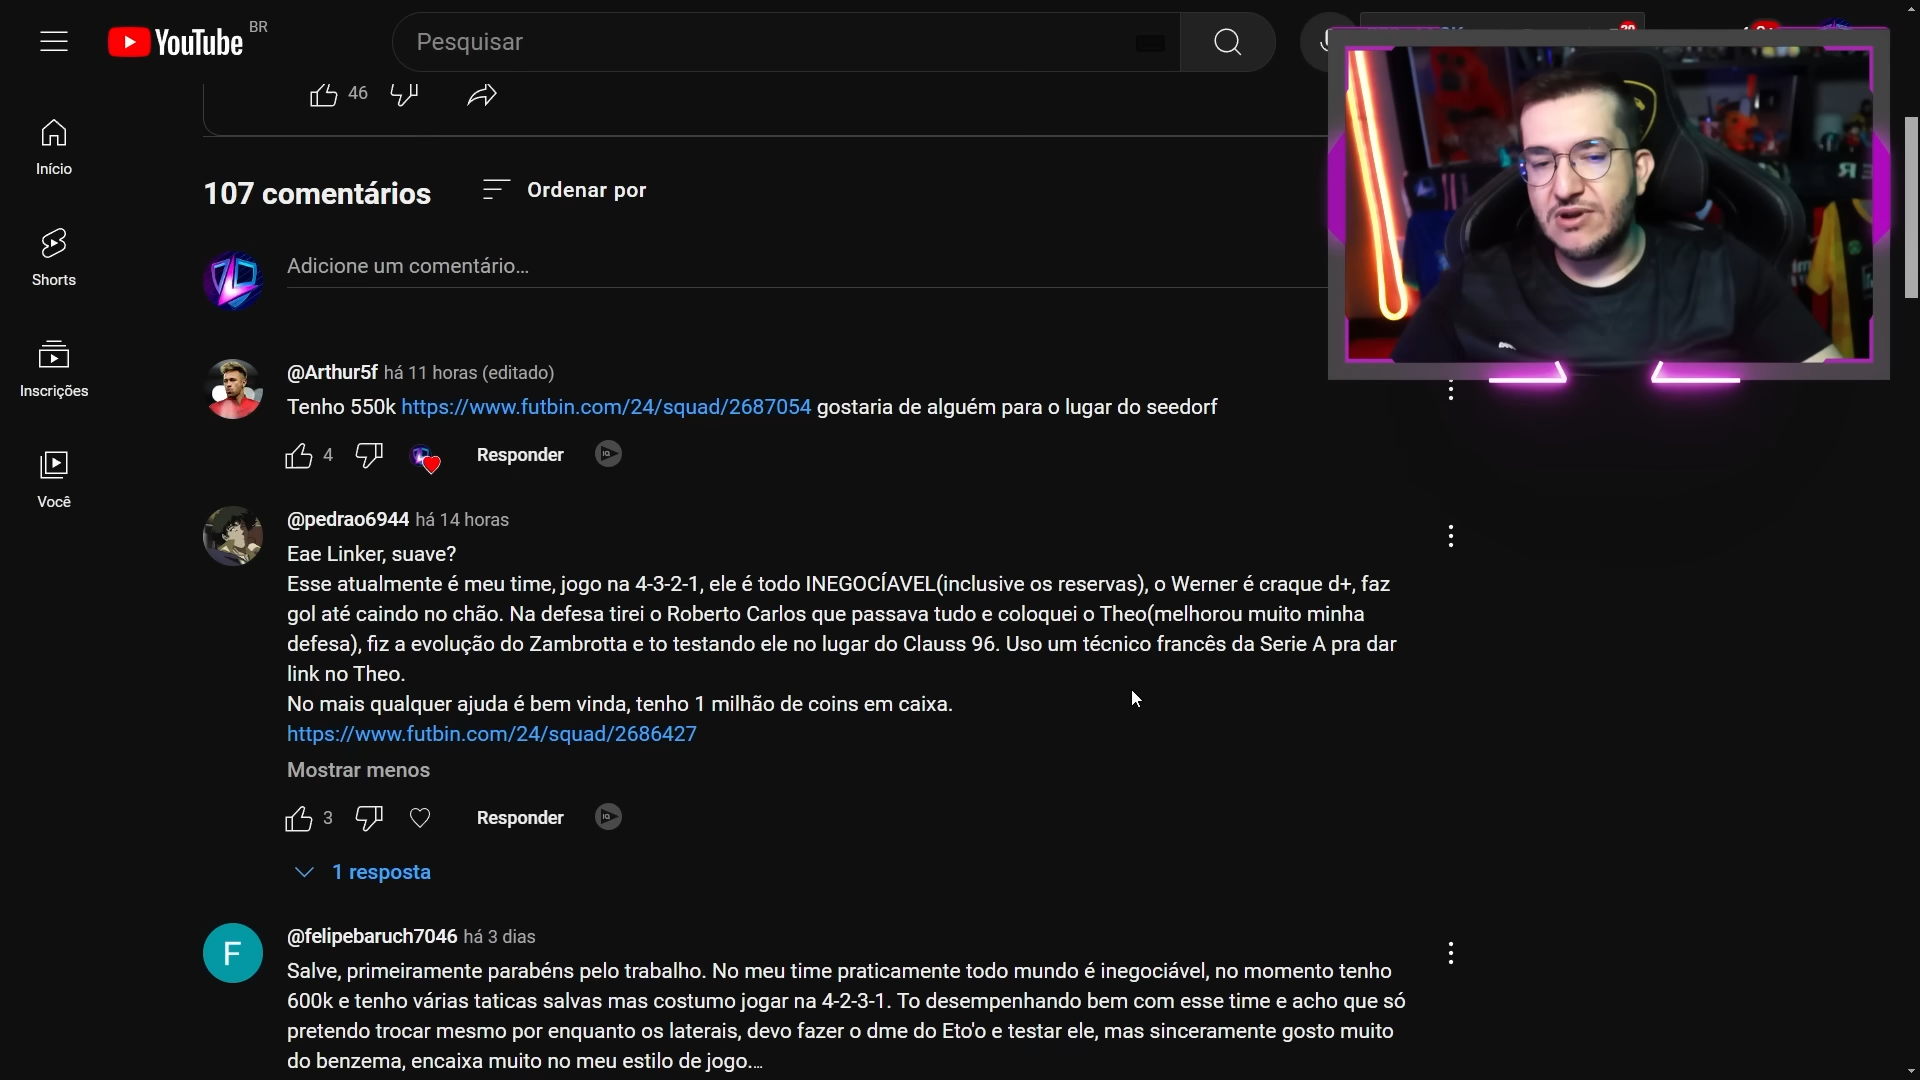 YouTube BR
Pesquisar
46
Início
Shorts
Inscrições
Você
107 comentários
Ordenar por
Adicione um comentário...
@Arthur5f há 11 horas (editado)
Tenho 550k https://www.futbin.com/24/squad/2687054 gostaria de alguém para o lugar do seedorf
4
Responder
@pedrao6944 há 14 horas
Eae Linker, suave?
Esse atualmente é meu time, jogo na 4-3-2-1, ele é todo INEGOCÍAVEL(inclusive os reservas), o Werner é craque d+, faz
gol até caindo no chão. Na defesa tirei o Roberto Carlos que passava tudo e coloquei o Theo(melhorou muito minha
defesa), fiz a evolução do Zambrotta e to testando ele no lugar do Clauss 96. Uso um técnico francês da Serie A pra dar
link no Theo.
No mais qualquer ajuda é bem vinda, tenho 1 milhão de coins em caixa.
https://www.futbin.com/24/squad/2686427
Mostrar menos
3
Responder
1 resposta
F
@felipebaruch7046 há 3 dias
Salve, primeiramente parabéns pelo trabalho. No meu time praticamente todo mundo é inegociável, no momento tenho
600k e tenho várias taticas salvas mas costumo jogar na 4-2-3-1. To desempenhando bem com esse time e acho que só
pretendo trocar mesmo por enquanto os laterais, devo fazer o dme do Eto'o e testar ele, mas sinceramente gosto muito
do benzema, encaixa muito no meu estilo de jogo....